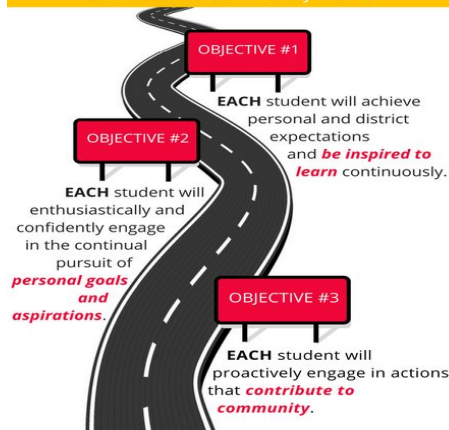 OBJECTIVE #1
EACH student will achieve
personal and district
expectations
and be inspired to
learn continuously.
OBJECTIVE #2
EACH student will
enthusiastically and
confidently engage
in the continual
pursuit of
personal goals
and
aspirations.
OBJECTIVE #3
EACH student will
proactively engage in actions
that contribute to
community.